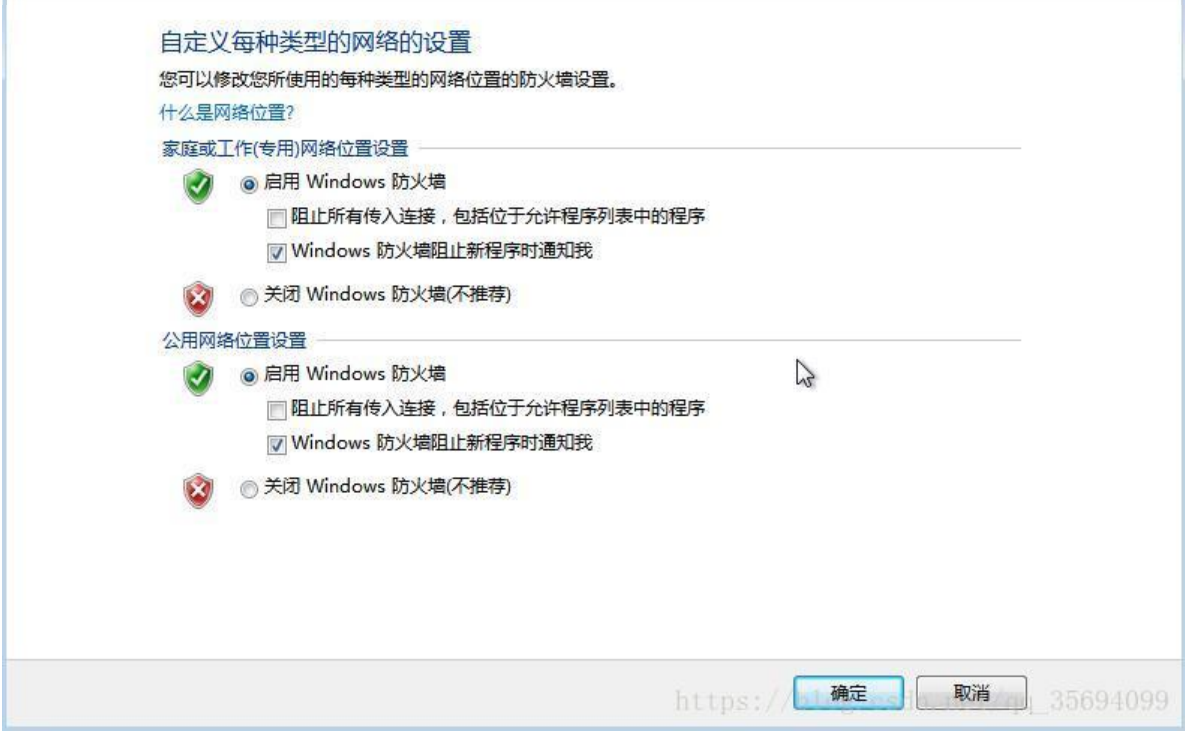 自定义每种类型的网络的设置
您可以修改您所使用的每种类型的网络位置的防火墙设置。
什么是网络位置?
家庭或工作(专用)网络位置设置
启用 Windows 防火墙
阻止所有传入连接，包括位于允许程序列表中的程序
Windows 防火墙阻止新程序时通知我
关闭 Windows 防火墙(不推荐)
公用网络位置设置
启用 Windows 防火墙
阻止所有传入连接，包括位于允许程序列表中的程序
Windows 防火墙阻止新程序时通知我
关闭 Windows 防火墙(不推荐)
确定 取消
https://blog.csdn.net/qq_35694099